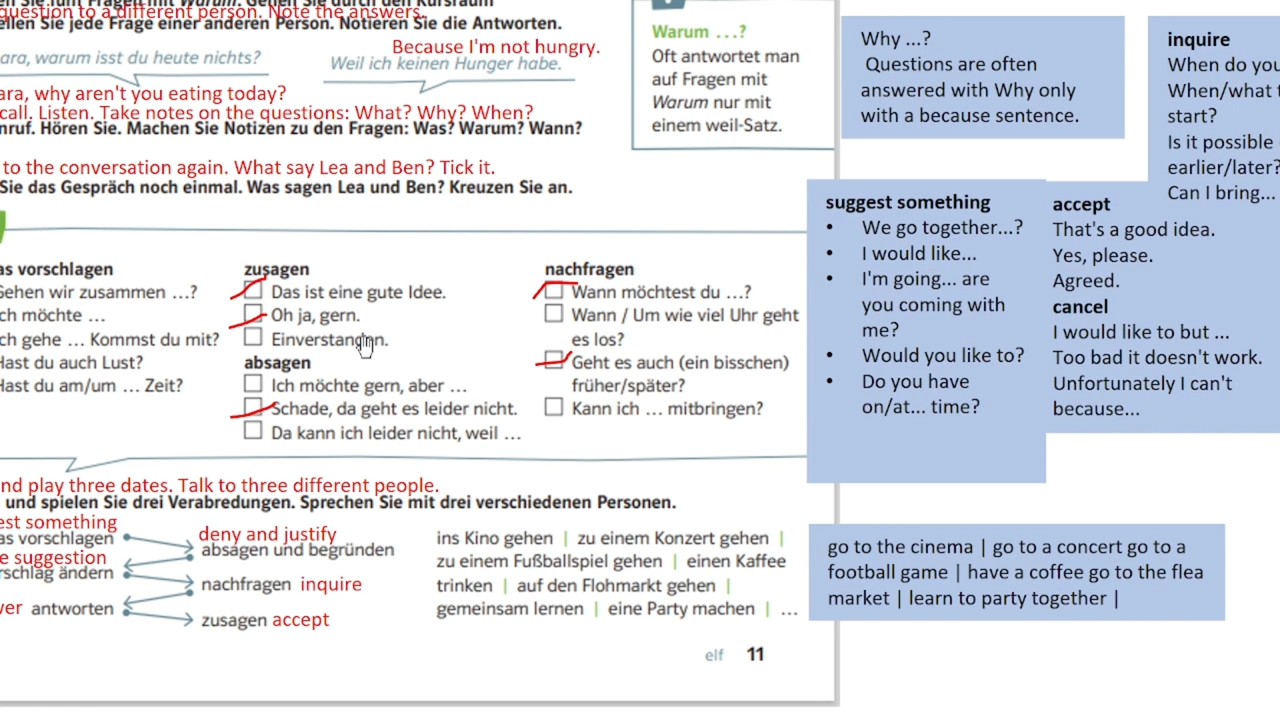 question to a different person. Note the answers.
ellen Sie jede Frage einer anderen Person. Notieren Sie die Antworten.
Because I'm not hungry.
ara, warum isst du heute nichts?
Weil ich keinen Hunger habe.
ara, why aren't you eating today?
call. Listen. Take notes on the questions: What? Why? When?
nruf. Hören Sie. Machen Sie Notizen zu den Fragen: Was? Warum? Wann?
to the conversation again. What say Lea and Ben? Tick it.
Sie das Gespräch noch einmal. Was sagen Lea und Ben? Kreuzen Sie an.
Warum …?
Oft antwortet man
auf Fragen mit
Warum nur mit
einem weil-Satz.
Why ...?
Questions are often
answered with Why only
with a because sentence.
inquire
When do you
When/what t
start?
Is it possible
earlier/later?
Can I bring...
as vorschlagen
Gehen wir zusammen …?
ch möchte …
ch gehe … Kommst du mit?
Hast du auch Lust?
Hast du am/um … Zeit?
zusagen
Das ist eine gute Idee.
Oh ja, gern.
Einverstanden.
absagen
Ich möchte gern, aber …
Schade, da geht es leider nicht.
Da kann ich leider nicht, weil …
nachfragen
Wann möchtest du …?
Wann / Um wie viel Uhr geht
es los?
Geht es auch (ein bisschen)
früher/später?
Kann ich … mitbringen?
suggest something
• We go together...?
• I would like...
• I'm going... are
you coming with
me?
• Would you like to?
• Do you have
on/at... time?
accept
That's a good idea.
Yes, please.
Agreed.
cancel
I would like to but ...
Too bad it doesn't work.
Unfortunately I can't
because...
nd play three dates. Talk to three different people.
und spielen Sie drei Verabredungen. Sprechen Sie mit drei verschiedenen Personen.
est something
as vorschlagen
deny and justify
absagen und begründen
e suggestion
rschlag ändern
nachfragen inquire
wer antworten
zusagen accept
ins Kino gehen | zu einem Konzert gehen |
zu einem Fußballspiel gehen | einen Kaffee
trinken | auf den Flohmarkt gehen |
gemeinsam lernen | eine Party machen | …
go to the cinema | go to a concert go to a
football game | have a coffee go to the flea
market | learn to party together |
elf 11